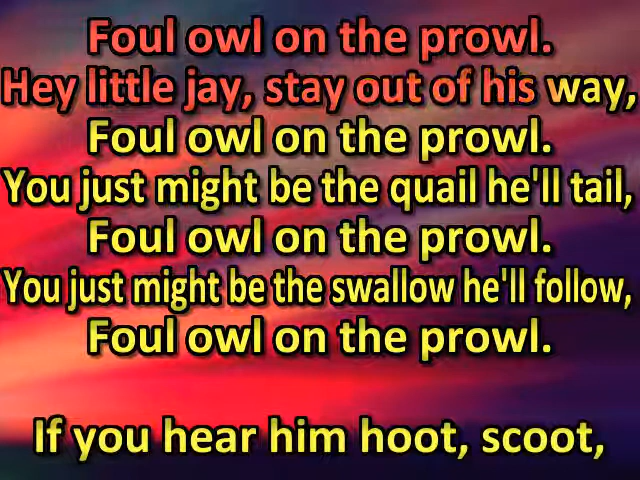 Foul owl on the prowl.
Hey little jay, stay out of his way,
Foul owl on the prowl.
You just might be the quail he'll tail,
Foul owl on the prowl.
You just might be the swallow he'll follow,
Foul owl on the prowl.
If you hear him hoot, scoot,